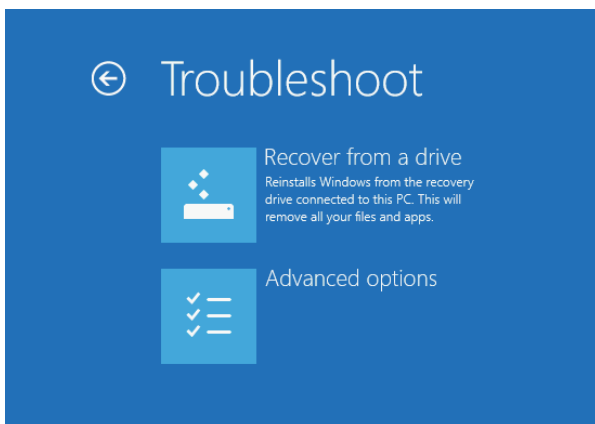 Troubleshoot
Recover from a drive
Reinstalls Windows from the recovery
drive connected to this PC. This will
remove all your files and apps.
Advanced options